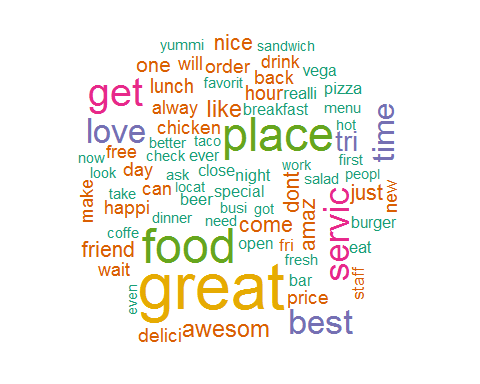 yummi nice sandwich
one will order drink vega
get lunch favorit back hour realli pizza
alway like breakfast menu
love chicken place tri hot time
now free better taco check ever first
look day ask close night work peopl
take can locat beer special salad just new
make happi dinner busi got dont
coffe need come amaz servic burger
friend food open fri eat
wait fresh staff
even great bar price
delici awesom best